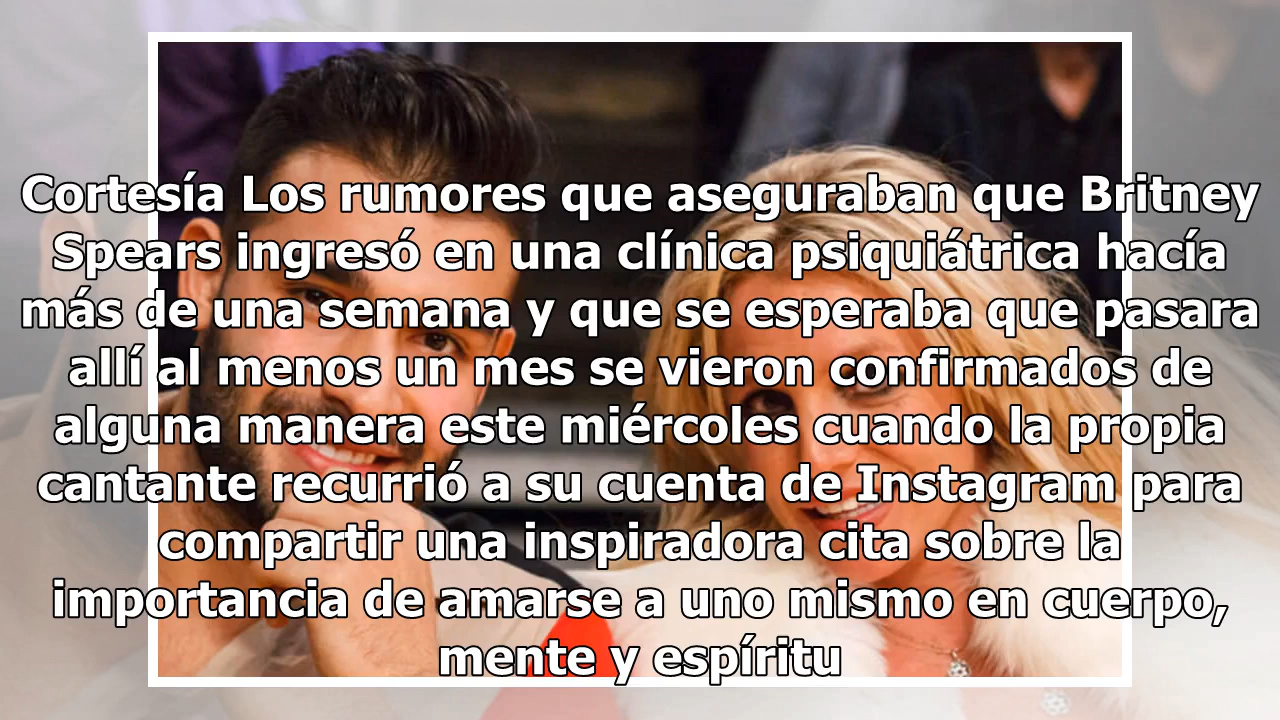 Cortesía Los rumores que aseguraban que Britney
Spears ingresó en una clínica psiquiátrica hacía
más de una semana y que se esperaba que pasara
allí al menos un mes se vieron confirmados de
alguna manera este miércoles cuando la propia
cantante recurrió a su cuenta de Instagram para
compartir una inspiradora cita sobre la
importancia de amarse a uno mismo en cuerpo,
mente y espíritu